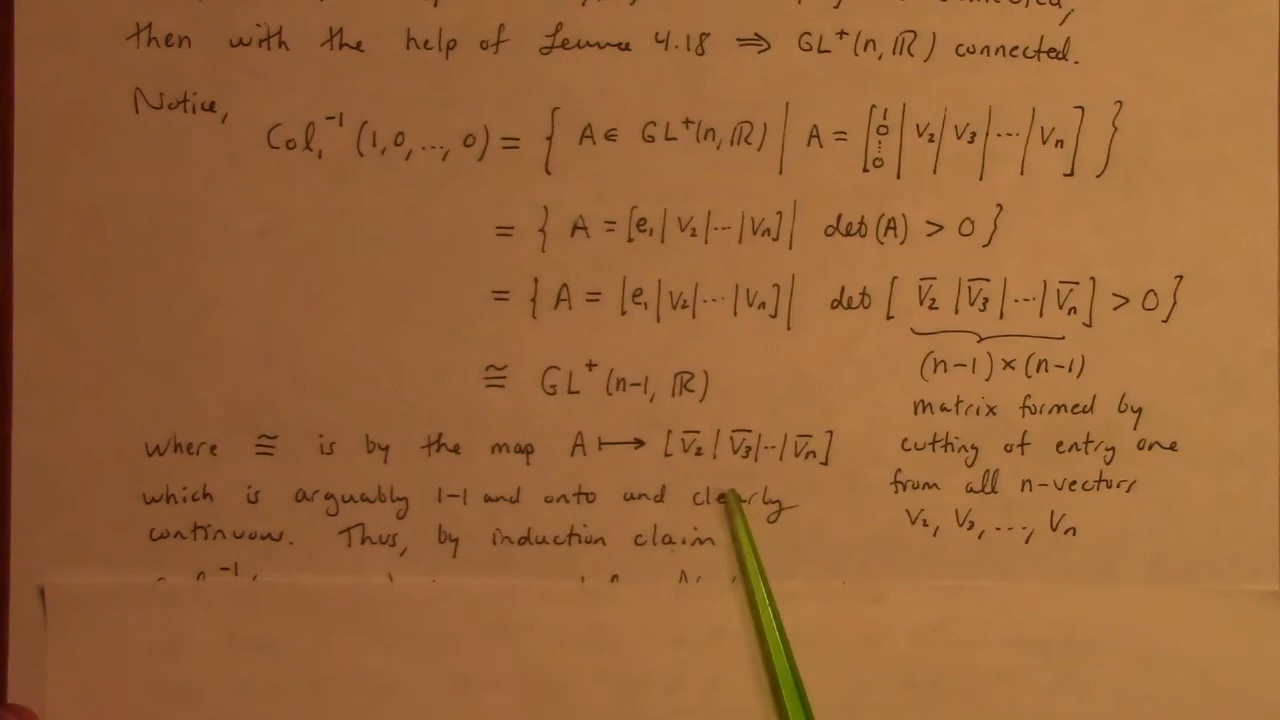 then with the help of Lemma 4.18 ⇒ GL⁺(n, ℝ) connected.
Notice,
Col₁⁻¹(1,0,...,0) = { A ∈ GL⁺(n, ℝ) | A = [1 0 ⋮ 0 | V₂ | V₃ | ··· | Vₙ] }
= { A = [e₁ | V₂ | ··· | Vₙ] | det(A) > 0 }
= { A = [e₁ | V₂ | ··· | Vₙ] | det [ V̄₂ | V̄₃ | ··· | V̄ₙ ] > 0 }
≅ GL⁺(n-1, ℝ)
(n-1) × (n-1)
matrix formed by
cutting of entry one
from all n-vectors
V₂, V₃, ..., Vₙ
where ≅ is by the map A ↦ [V̄₂ | V̄₃ | ·· | V̄ₙ]
which is arguably 1-1 and onto and clearly
continuous. Thus, by induction claim